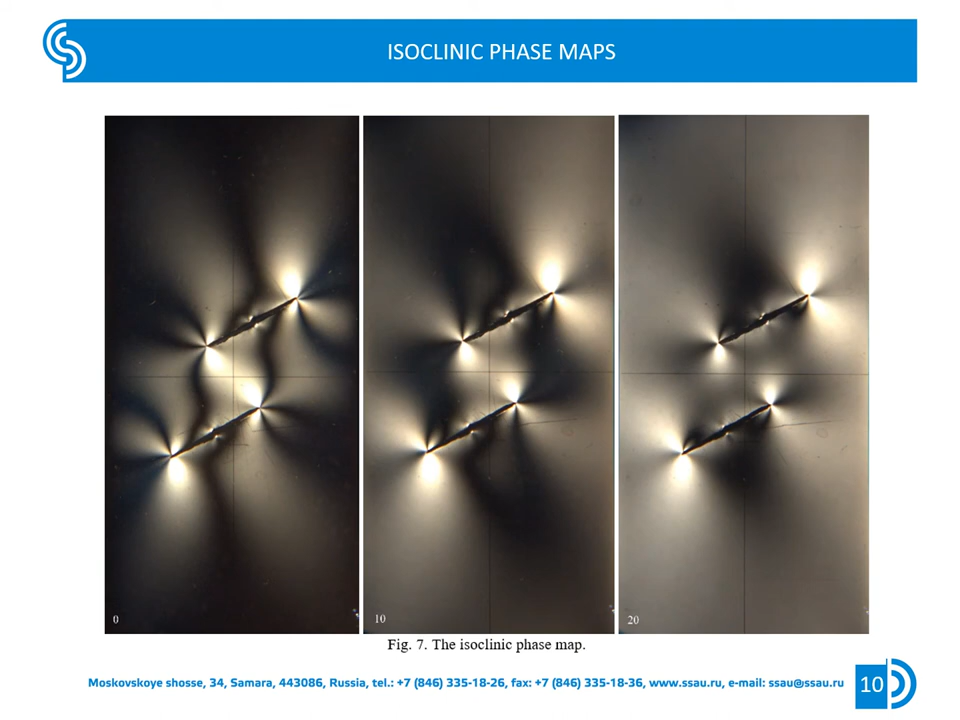 ISOCLINIC PHASE MAPS
0
10
20
Fig. 7. The isoclinic phase map.
Moskovskoye shosse, 34, Samara, 443086, Russia, tel.: +7 (846) 335-18-26, fax: +7 (846) 335-18-36, www.ssau.ru, e-mail: ssau@ssau.ru
10